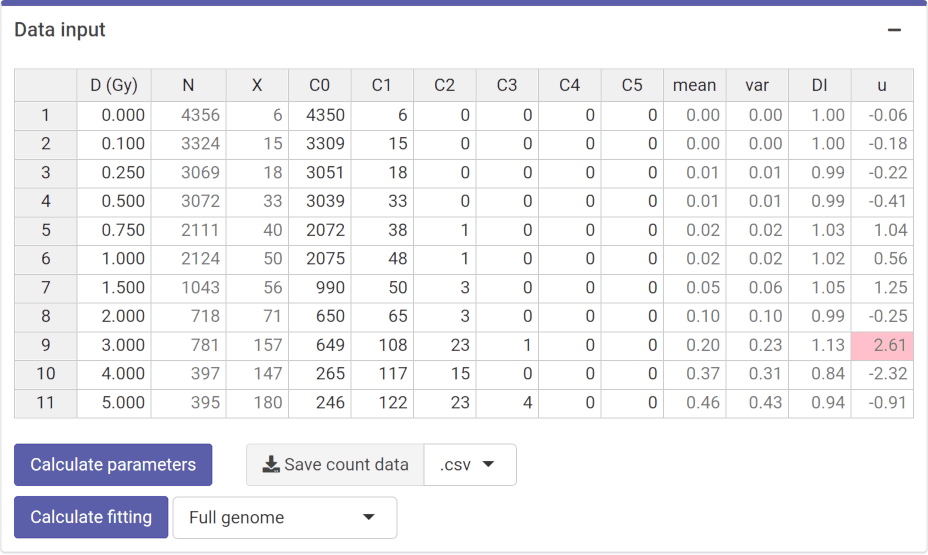 Data input
D (Gy) N X C0 C1 C2 C3 C4 C5 mean var DI u
1 0.000 4356 6 4350 6 0 0 0 0 0.00 0.00 1.00 -0.06
2 0.100 3324 15 3309 15 0 0 0 0 0.00 0.00 1.00 -0.18
3 0.250 3069 18 3051 18 0 0 0 0 0.01 0.01 0.99 -0.22
4 0.500 3072 33 3039 33 0 0 0 0 0.01 0.01 0.99 -0.41
5 0.750 2111 40 2072 38 1 0 0 0 0.02 0.02 1.03 1.04
6 1.000 2124 50 2075 48 1 0 0 0 0.02 0.02 1.02 0.56
7 1.500 1043 56 990 50 3 0 0 0 0.05 0.06 1.05 1.25
8 2.000 718 71 650 65 3 0 0 0 0.10 0.10 0.99 -0.25
9 3.000 781 157 649 108 23 1 0 0 0.20 0.23 1.13 2.61
10 4.000 397 147 265 117 15 0 0 0 0.37 0.31 0.84 -2.32
11 5.000 395 180 246 122 23 4 0 0 0.46 0.43 0.94 -0.91
Calculate parameters Save count data .csv
Calculate fitting Full genome